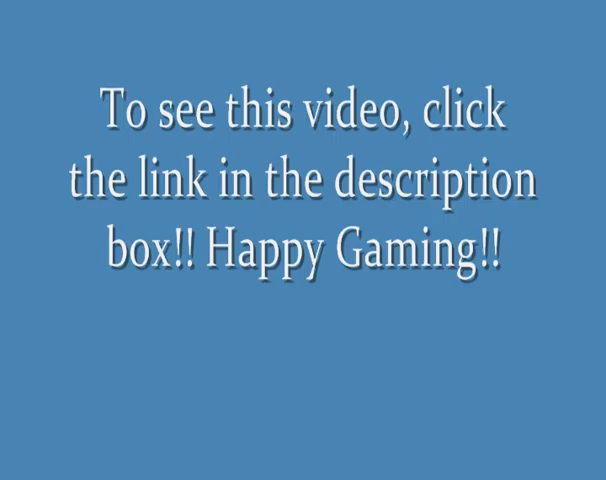 To see this video, click
the link in the description
box!! Happy Gaming!!